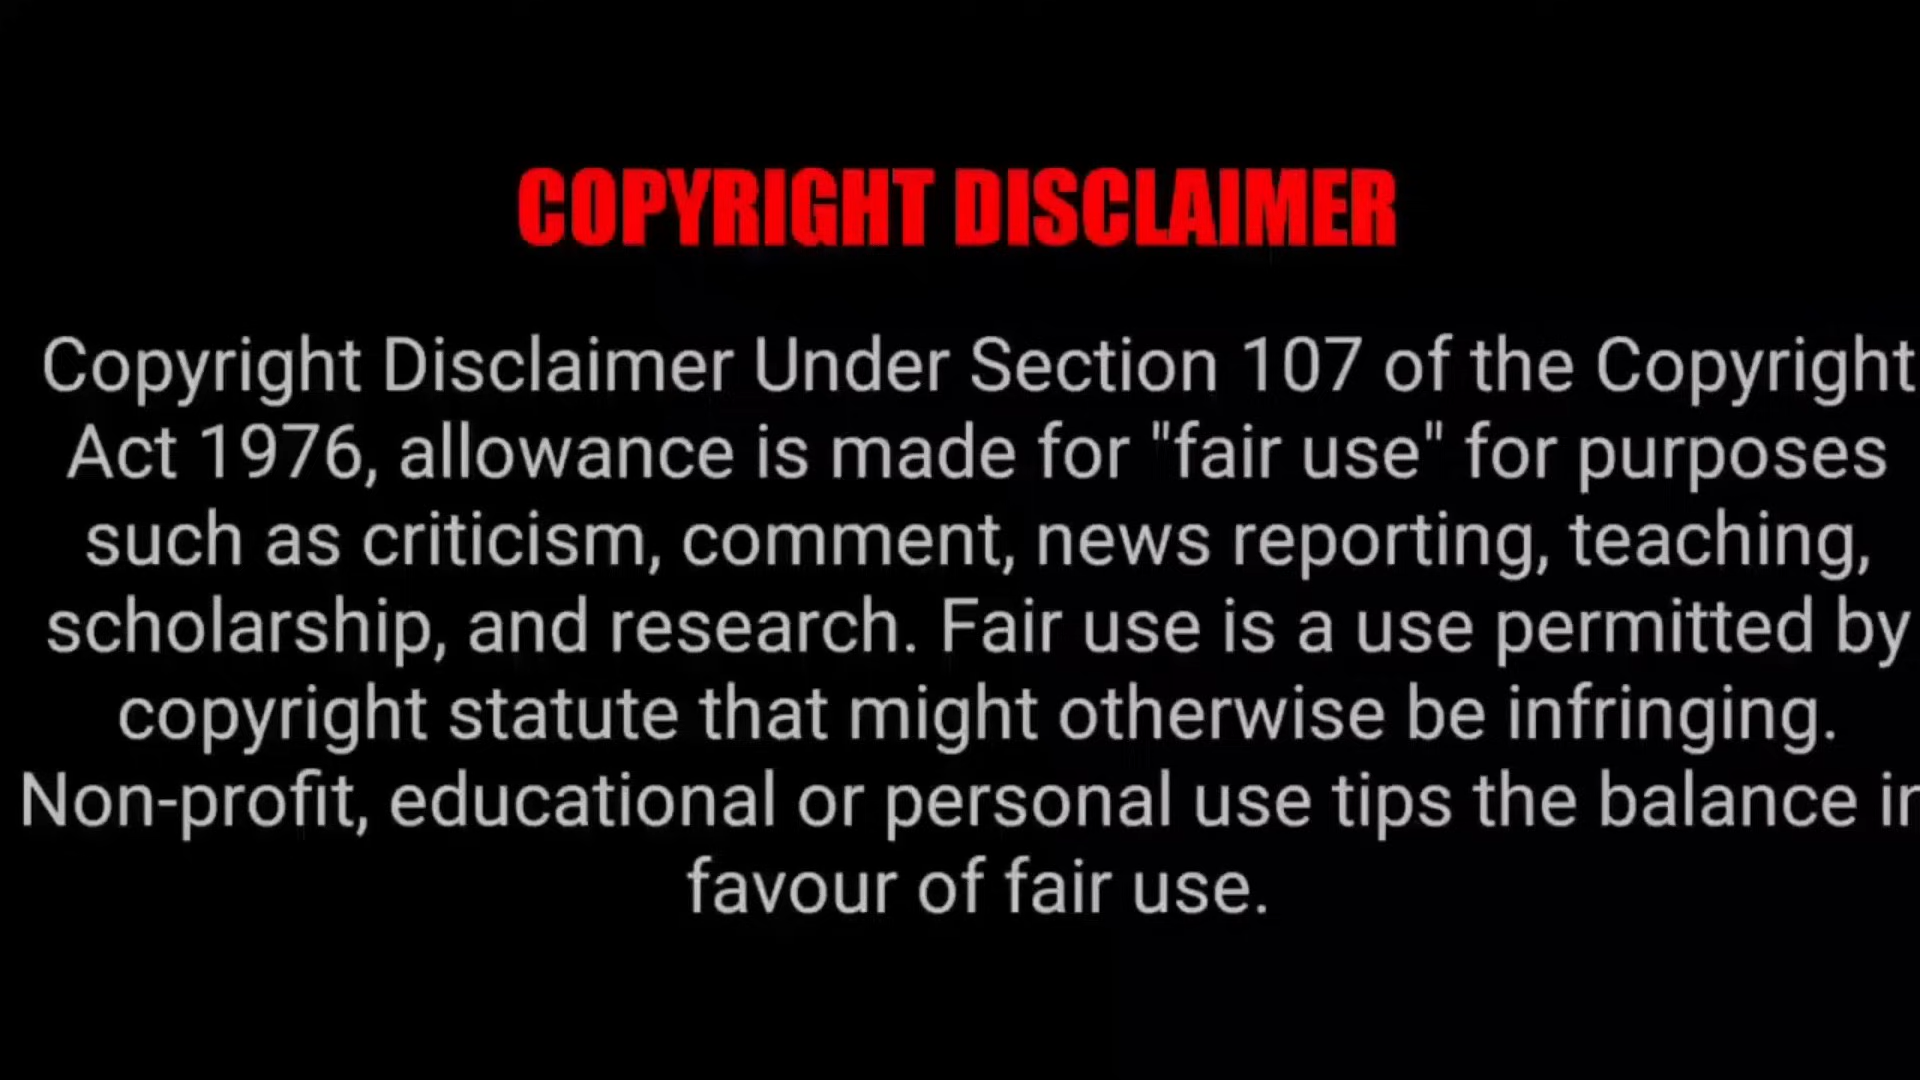 COPYRIGHT DISCLAIMER
Copyright Disclaimer Under Section 107 of the Copyright
Act 1976, allowance is made for "fair use" for purposes
such as criticism, comment, news reporting, teaching,
scholarship, and research. Fair use is a use permitted by
copyright statute that might otherwise be infringing.
Non-profit, educational or personal use tips the balance in
favour of fair use.